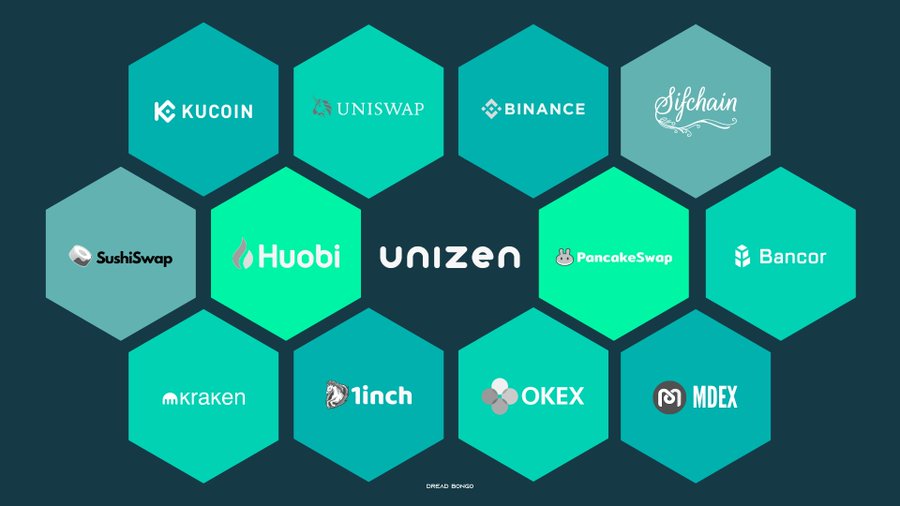 KUCOIN
UNISWAP
BINANCE
Sifchain
SushiSwap
Huobi
unizen
PancakeSwap
Bancor
kraken
1inch
OKEX
MDEX
DREAD BONGO